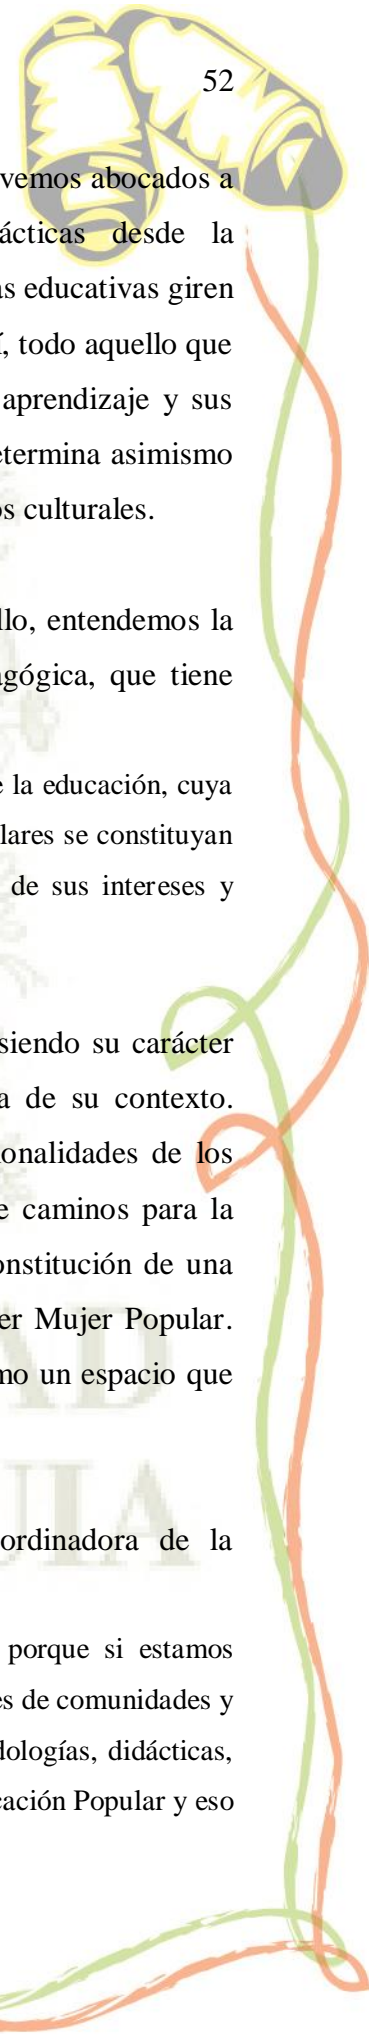 52
vemos abocados a
ácticas desde la
as educativas giren
í, todo aquello que
aprendizaje y sus
etermina asimismo
os culturales.
llo, entendemos la
agógica, que tiene
e la educación, cuya
lares se constituyan
de sus intereses y
siendo su carácter
a de su contexto.
ionalidades de los
e caminos para la
onstitución de una
er Mujer Popular.
mo un espacio que
AD
UIA
ordinadora de la
porque si estamos
es de comunidades y
dologías, didácticas,
cación Popular y eso